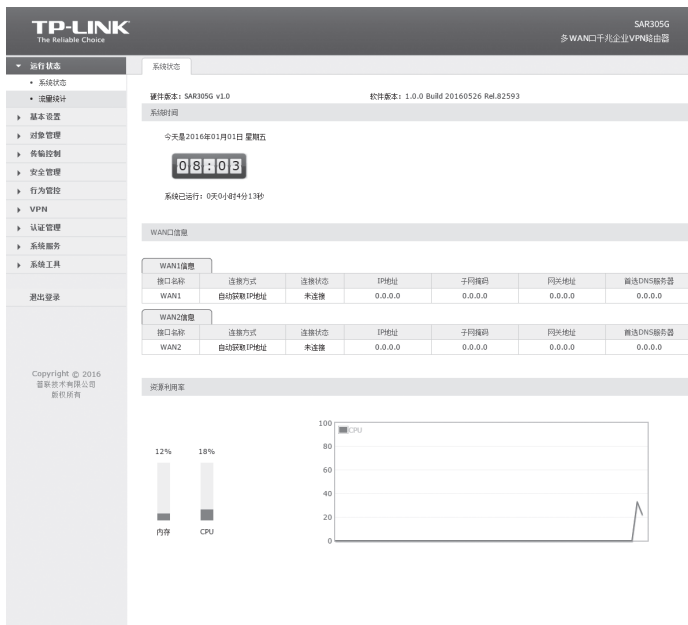 TP-LINK
The Reliable Choice
SAR305G
多WAN口千兆企业VPN路由器
运行状态
• 系统状态
• 流量统计
基本设置
对象管理
传输控制
安全管理
行为管控
VPN
认证管理
系统服务
系统工具
退出登录
Copyright © 2016
普联技术有限公司
版权所有
系统状态
硬件版本: SAR305G v1.0 软件版本: 1.0.0 Build 20160526 Rel.82593
系统时间
今天是2016年01月01日 星期五
08:03
系统已运行: 0天0小时4分13秒
WAN口信息
WAN1信息
接口名称 连接方式 连接状态 IP地址 子网掩码 网关地址 首选DNS服务器
WAN1 自动获取IP地址 未连接 0.0.0.0 0.0.0.0 0.0.0.0 0.0.0.0
WAN2信息
接口名称 连接方式 连接状态 IP地址 子网掩码 网关地址 首选DNS服务器
WAN2 自动获取IP地址 未连接 0.0.0.0 0.0.0.0 0.0.0.0 0.0.0.0
资源利用率
12% 18%
内存 CPU
CPU
100
80
60
40
20
0